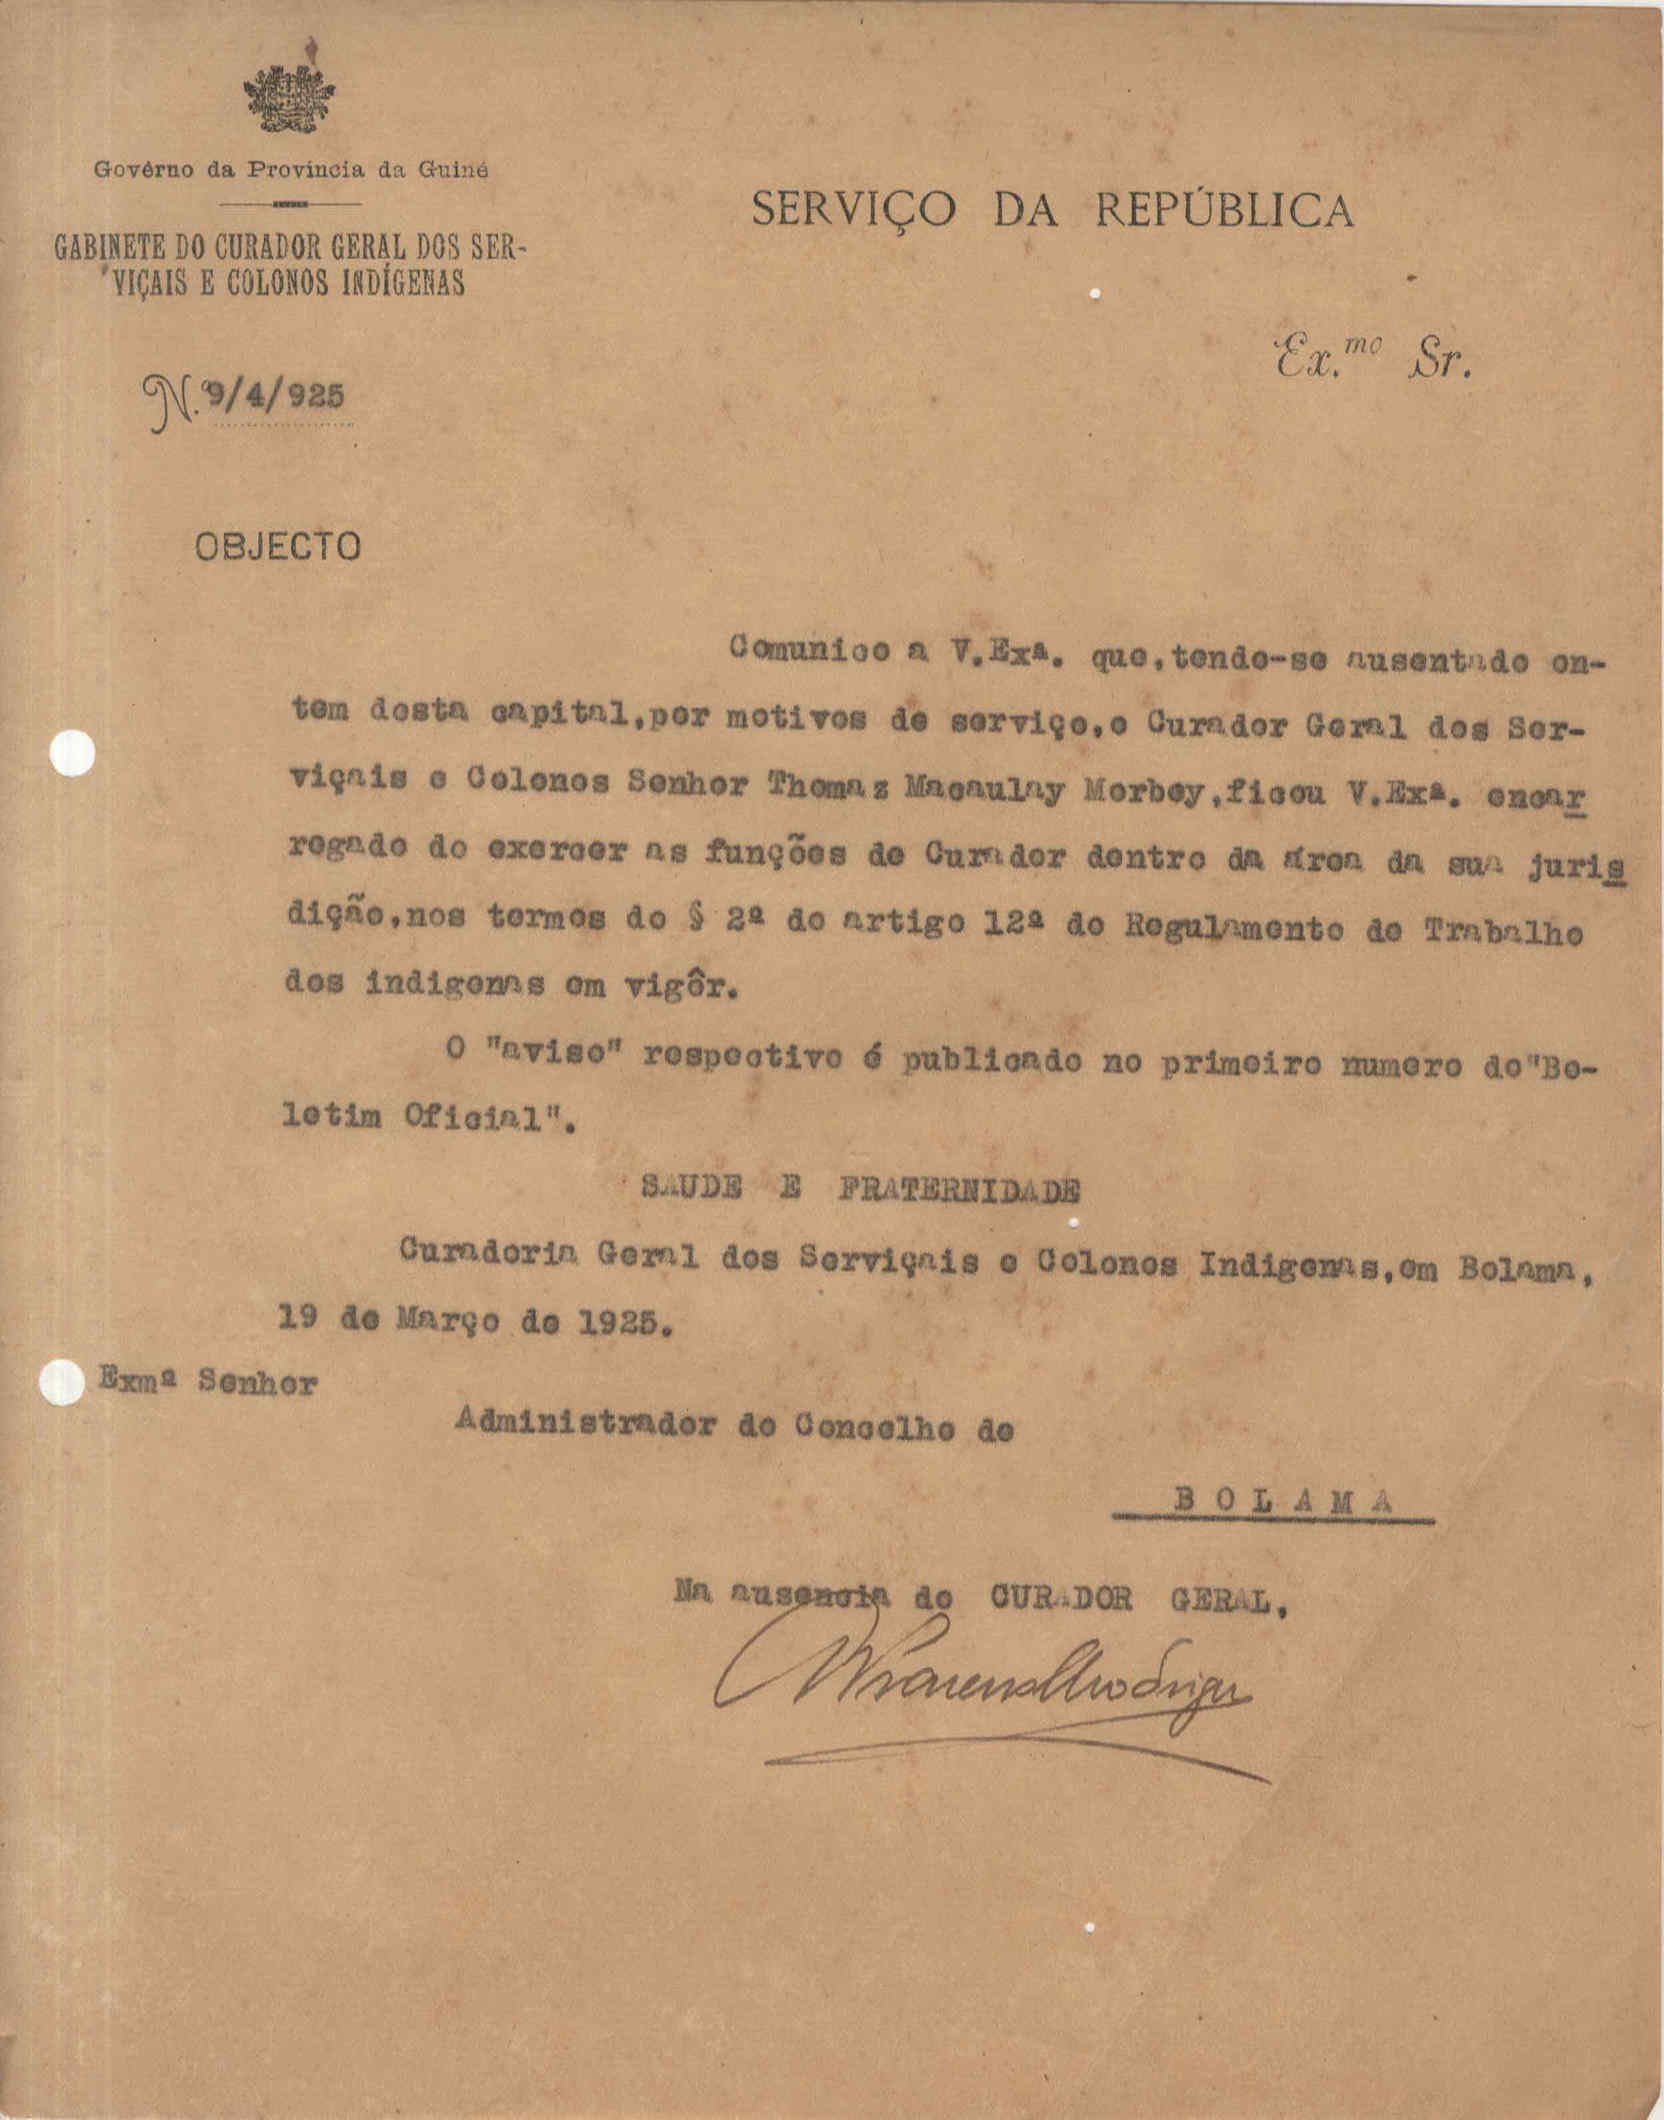 Govêrno da Província da Guiné
GABINETE DO CURADOR GERAL DOS SER-
VIÇAIS E COLONOS INDÍGENAS
SERVIÇO DA REPÚBLICA
Ex.mo Sr.
N.º 9/4/925
OBJECTO
Comunico a V.Exª. que,tendo-se ausentado on-
tem desta capital,por motivos de serviço,o Curador Geral dos Ser-
viçais e Colonos Senhor Thomaz Macaulay Morbey,ficou V.Exª. encar
regado de exercer as funções de Curador dentro da área da sua juris
dição,nos termos do § 2º do artigo 12º do Regulamento do Trabalho
dos indigenas em vigôr.
O "aviso" respectivo é publicado no primeiro numero do"Bo-
letim Oficial".
SAUDE E FRATERNIDADE
Curadoria Geral dos Serviçais e Colonos Indigenas,em Bolama,
19 de Março de 1925.
Exmº Senhor
Administrador do Concelho de
BOLAMA
Na ausencia do CURADOR GERAL,